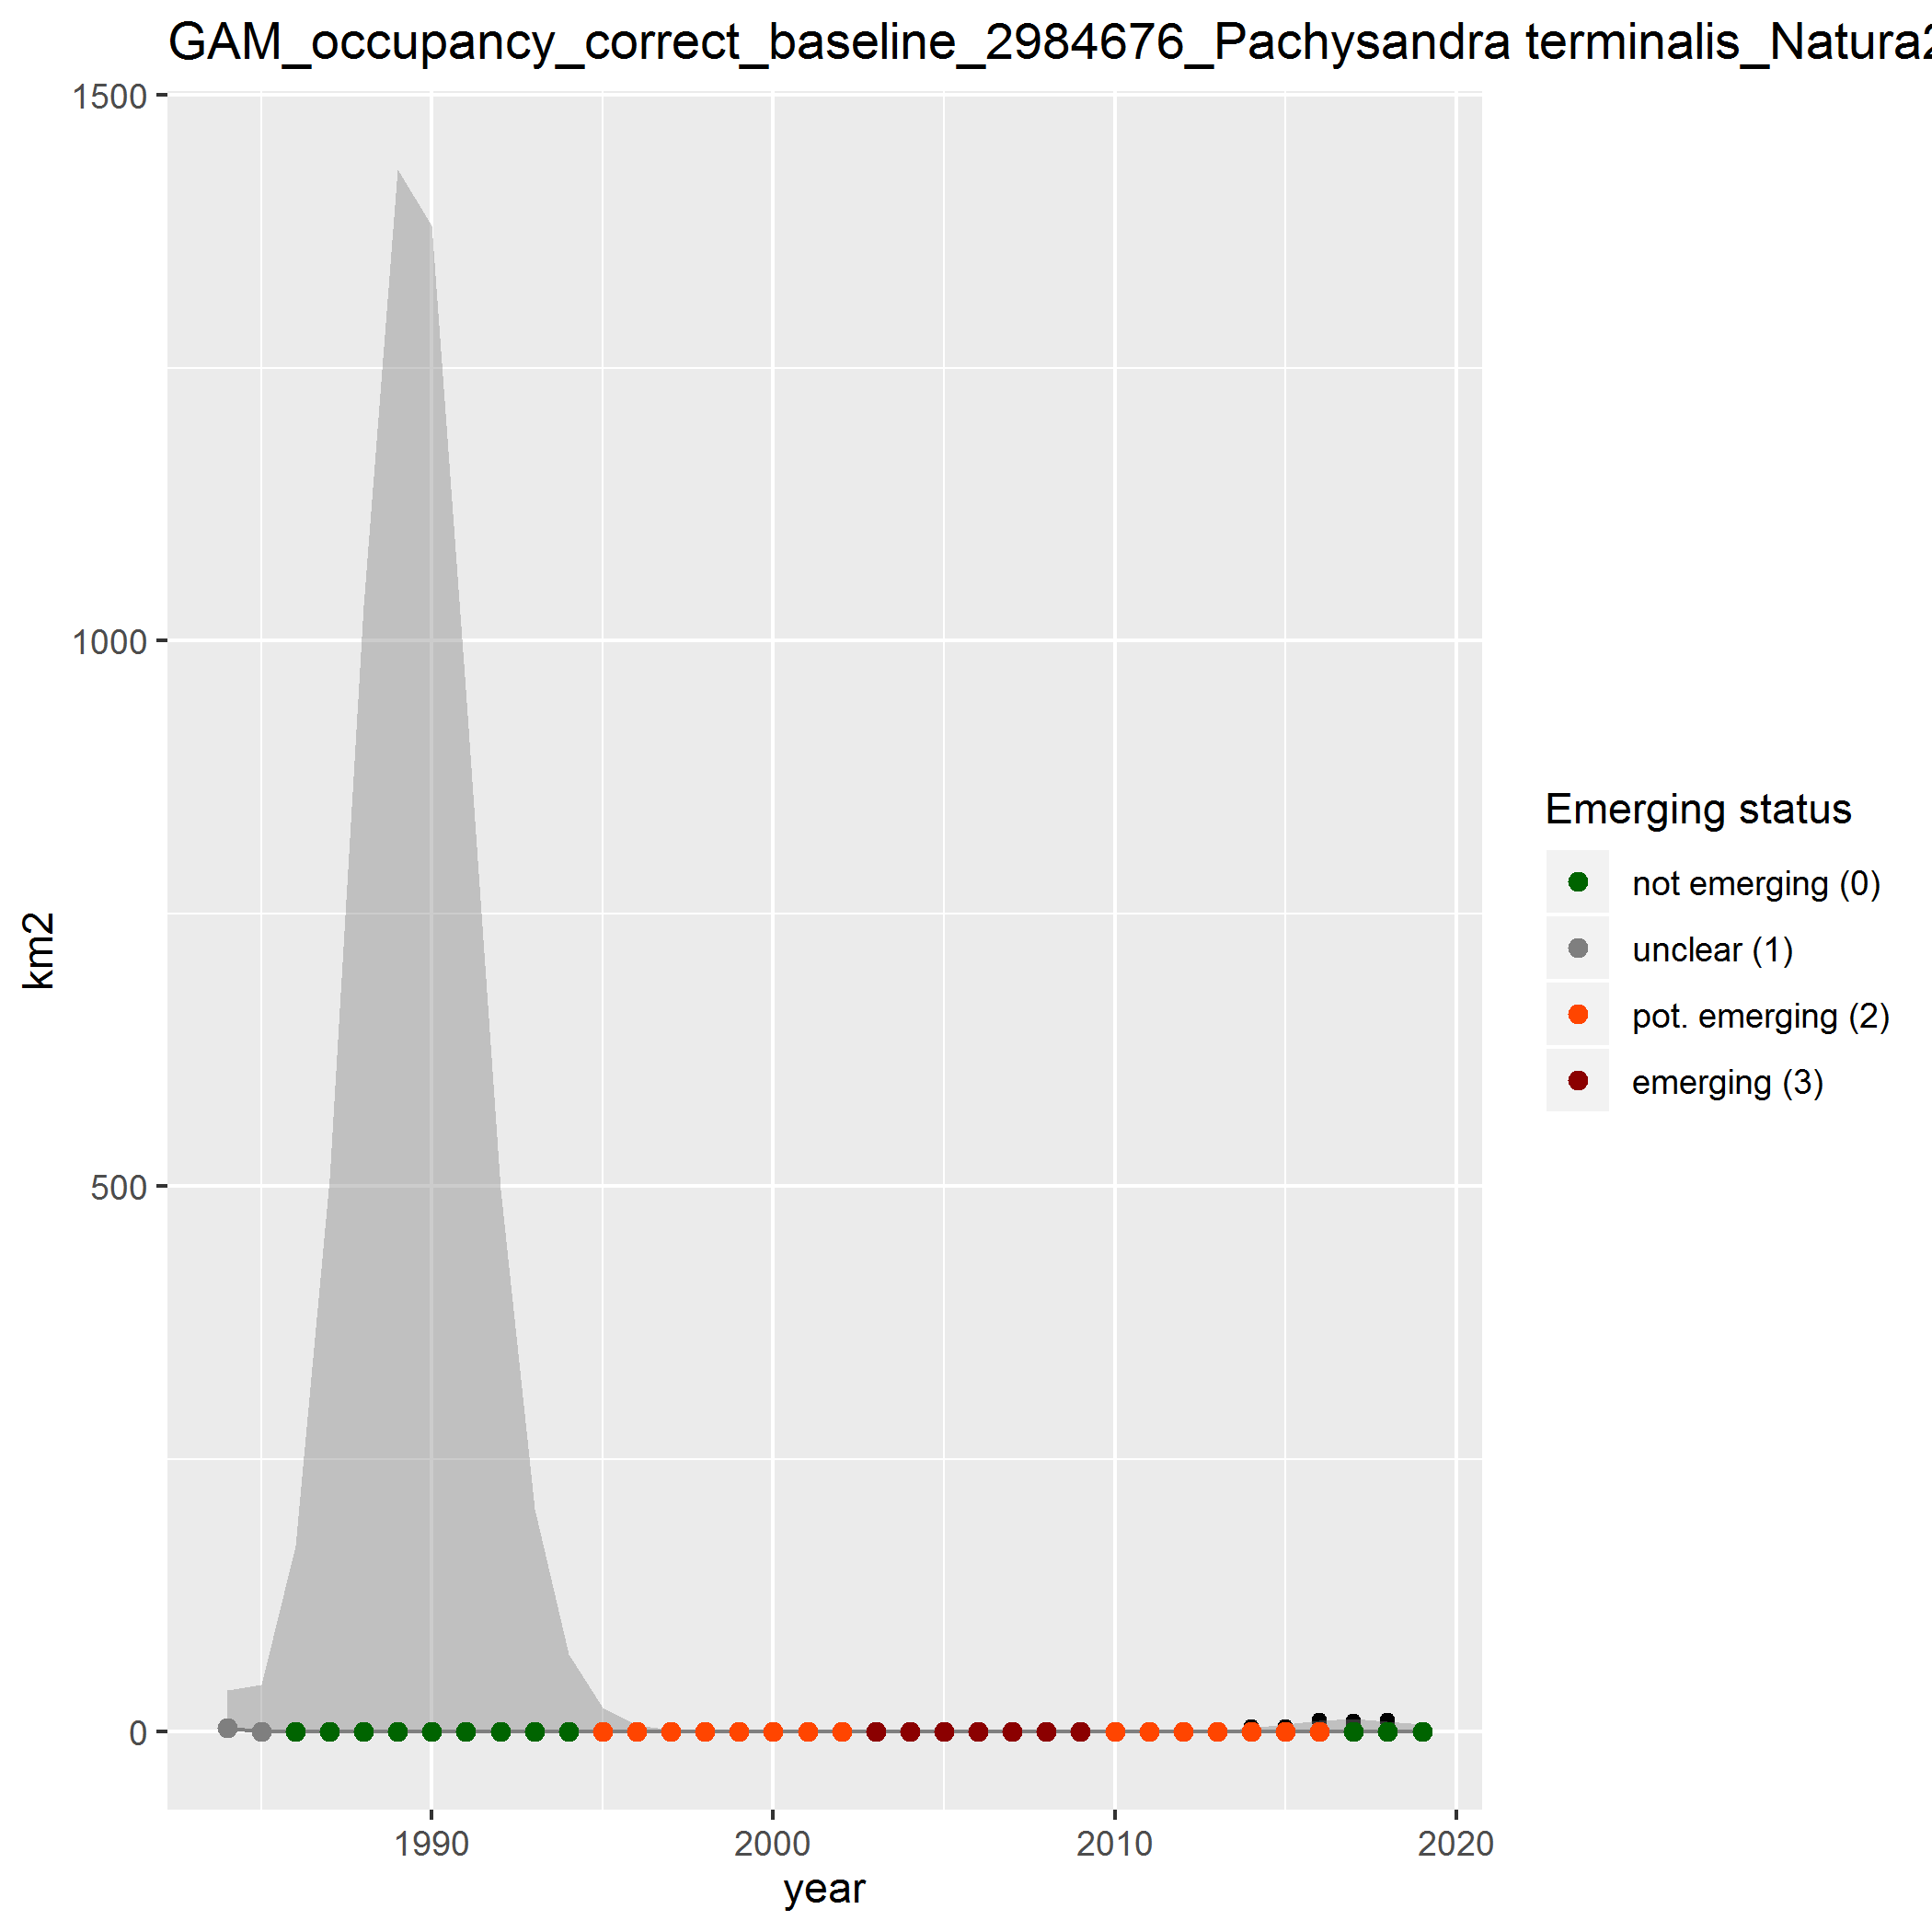 GAM_occupancy_correct_baseline_2984676_Pachysandra terminalis_Natura2
1500
1000
500
0
km2
1990
2000
2010
2020
year
Emerging status
not emerging (0)
unclear (1)
pot. emerging (2)
emerging (3)